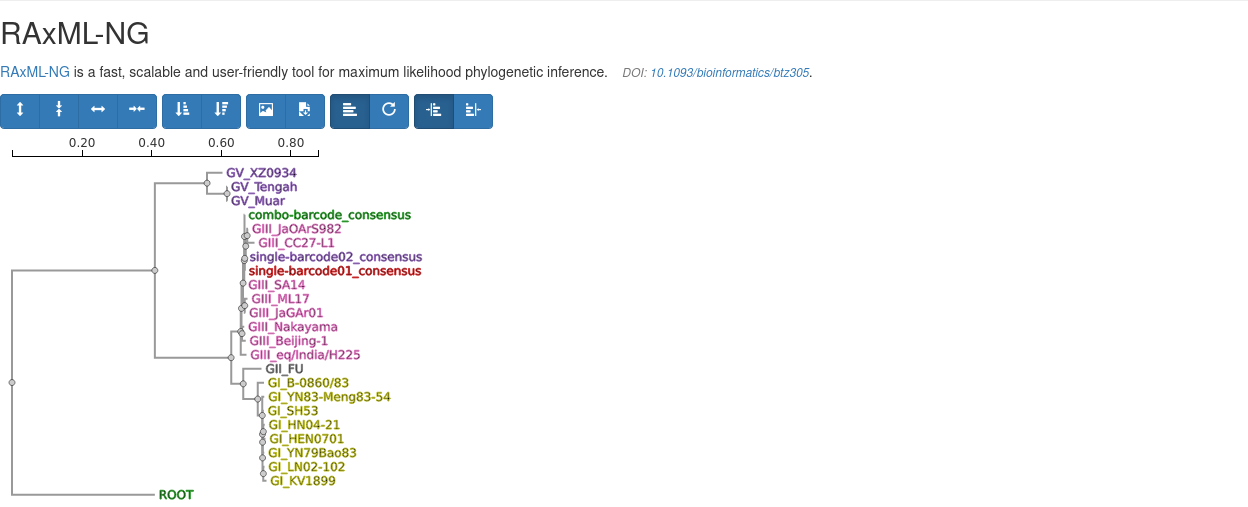 RAxML-NG
RAxML-NG is a fast, scalable and user-friendly tool for maximum likelihood phylogenetic inference. DOI: 10.1093/bioinformatics/btz305.
0.20 0.40 0.60 0.80
GV_XZ0934
GV_Tengah
GV_Muar
combo-barcode_consensus
GIII_JaOArS982
GIII_CC27-L1
single-barcode02_consensus
single-barcode01_consensus
GIII_SA14
GIII_ML17
GIII_JaGAr01
GIII_Nakayama
GIII_Beijing-1
GIII_eq/India/H225
GII_FU
GI_B-0860/83
GI_YN83-Meng83-54
GI_SH53
GI_HN04-21
GI_HEN0701
GI_YN79Bao83
GI_LN02-102
GI_KV1899
ROOT